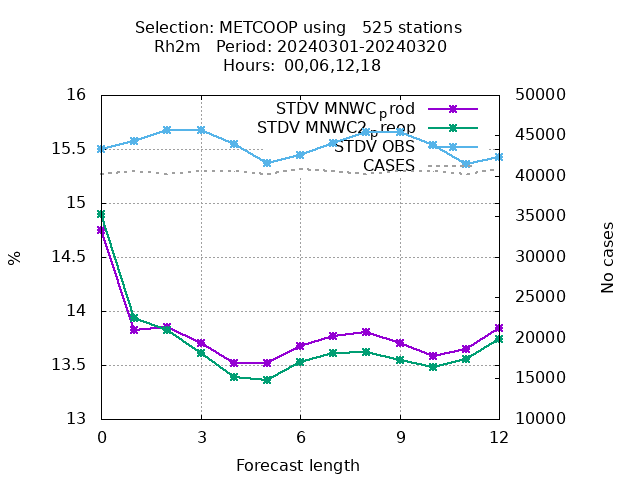 Selection: METCOOP using   525 stations
Rh2m   Period: 20240301-20240320
Hours: 00,06,12,18
STDV MNWC_prod
STDV MNWC2_preop
STDV OBS
CASES
16
15.5
15
14.5
14
13.5
13
50000
45000
40000
35000
30000
25000
20000
15000
10000
%
No cases
0 3 6 9 12
Forecast length